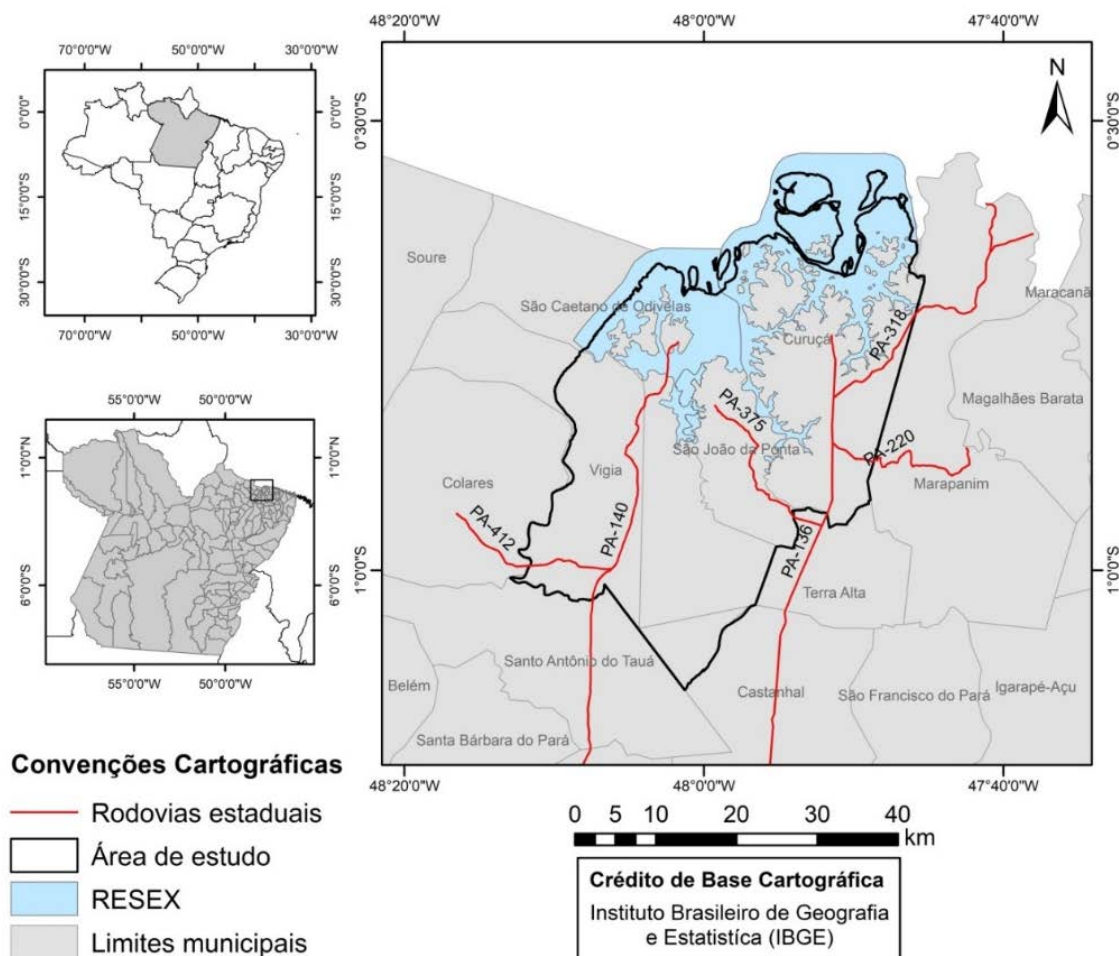 70°0'0"W 50°0'0"W 30°0'0"W
0°0'0"
15°0'0"S
30°0'0"S
0°0'0"
15°0'0"S
30°0'0"S
70°0'0"W 50°0'0"W 30°0'0"W
55°0'0"W 50°0'0"W
1°0'0"N
6°0'0"S
1°0'0"N
6°0'0"S
55°0'0"W 50°0'0"W
Convenções Cartográficas
Rodovias estaduais
Área de estudo
RESEX
Limites municipais
48°20'0"W 48°0'0"W 47°40'0"W
N
0°30'0"S
1°0'0"S
0°30'0"S
1°0'0"S
Soure
São Caetano de Odivelas
Maracanã
Curuçá
PA-318
Magalhães Barata
PA-375
São João da Ponta
PA-220
Vigia
Marapanim
Colares
PA-412
PA-140
PA-136
Terra Alta
Santo Antônio do Tauá
Belém
Castanhal
São Francisco do Pará
Igarapé-Açu
Santa Bárbara do Pará
48°20'0"W 48°0'0"W 47°40'0"W
0 5 10 20 30 40
km
Crédito de Base Cartográfica
Instituto Brasileiro de Geografia
e Estatistíca (IBGE)